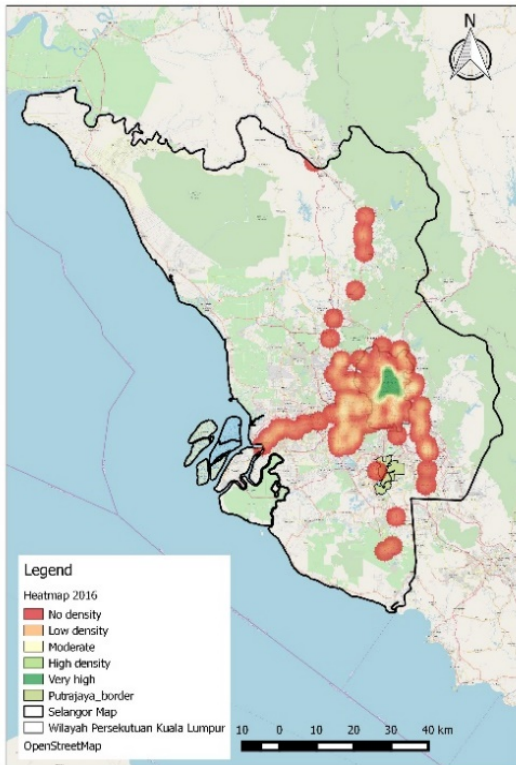 N
Legend
Heatmap 2016
No density
Low density
Moderate
High density
Very high
Putrajaya_border
Selangor Map
Wilayah Persekutuan Kuala Lumpur
OpenStreetMap
10 0 10 20 30 40 km